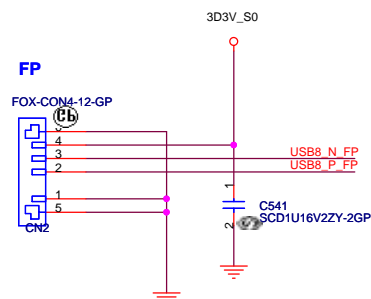 3D3V_S0
FP
FOX-CON4-12-GP
4
3
2
1
5
CN2
USB8_N_FP
USB8_P_FP
1
C541
SCD1U16V2ZY-2GP
2